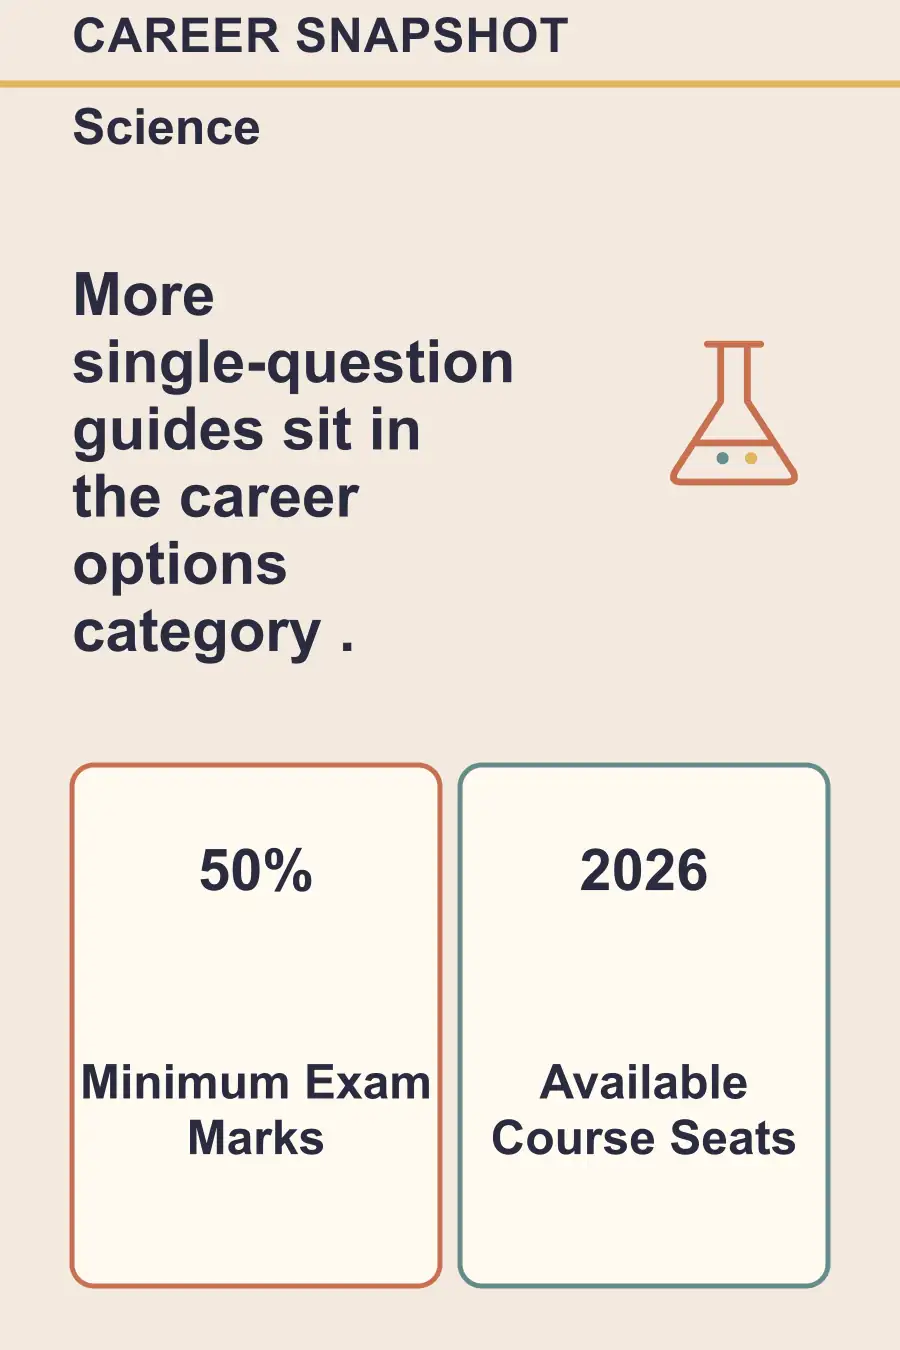 CAREER SNAPSHOT
Science
More
single-question
guides sit in
the career
options
category .
50%
Minimum Exam
Marks
2026
Available
Course Seats